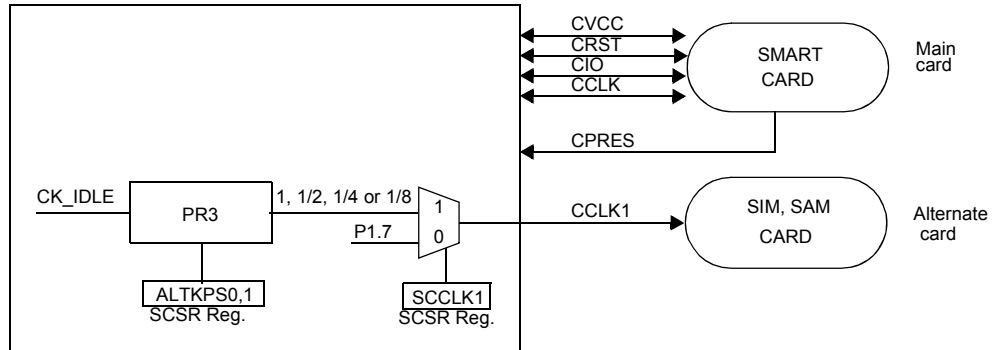 CVCC
CRST
CIO
CCLK
SMART
CARD
Main
card
CPRES
CK_IDLE
PR3
1, 1/2, 1/4 or 1/8
1
0
P1.7
CCLK1
SIM, SAM
CARD
Alternate
card
ALTKPS0,1
SCSR Reg.
SCCLK1
SCSR Reg.